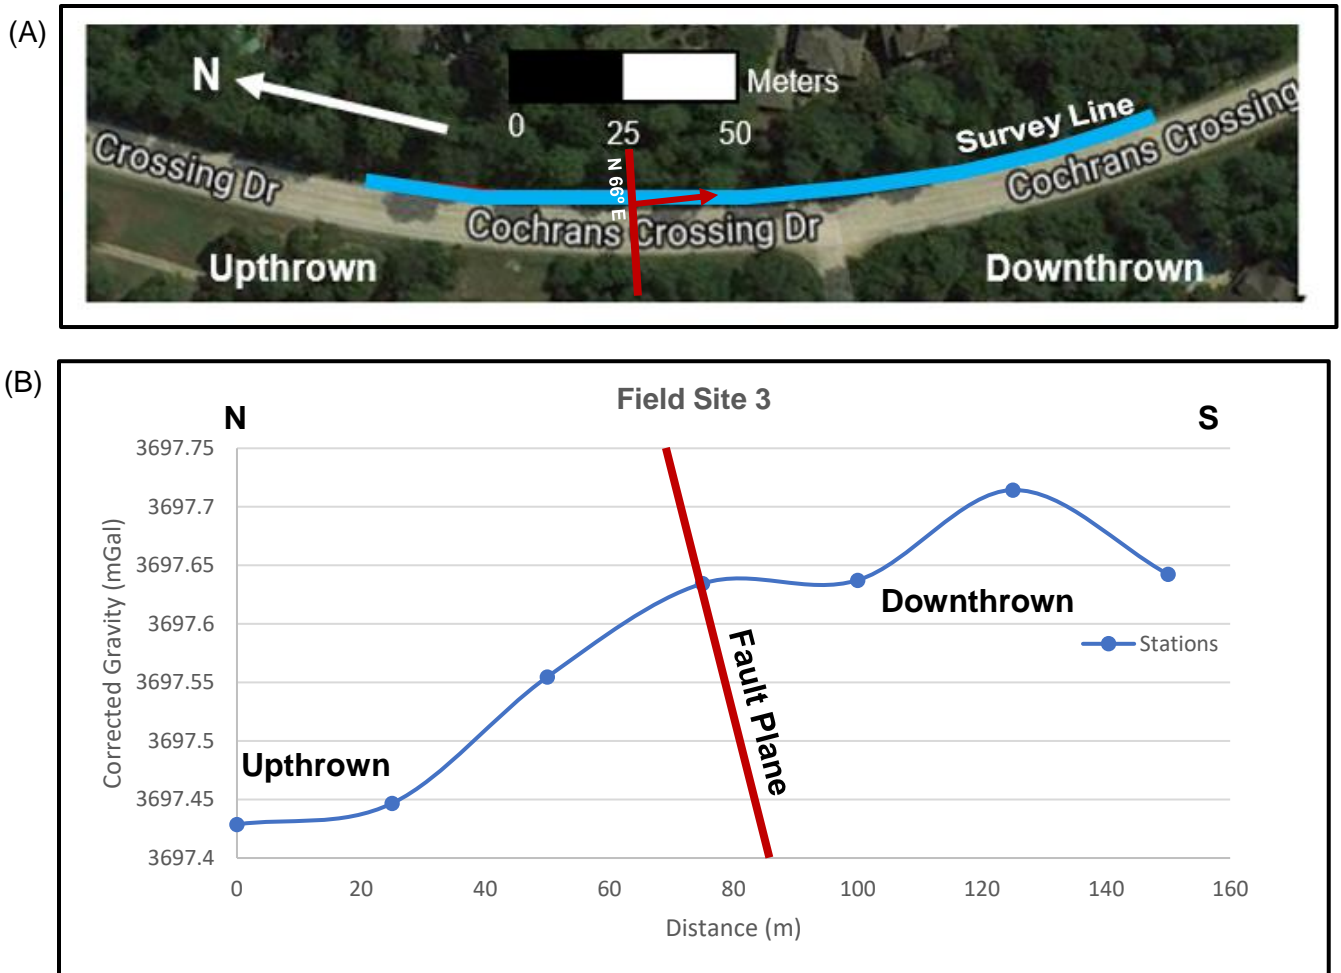 (A)
N
Meters
0 25 50
Survey Line
Crossing Dr
N 66º E
Cochrans Crossing Dr
Cochrans Crossing
Upthrown
Downthrown
(B)
Field Site 3
N
S
3697.75
3697.7
3697.65
3697.6
3697.55
3697.5
3697.45
3697.4
Corrected Gravity (mGal)
Upthrown
Downthrown
Fault Plane
Stations
0 20 40 60 80 100 120 140 160
Distance (m)